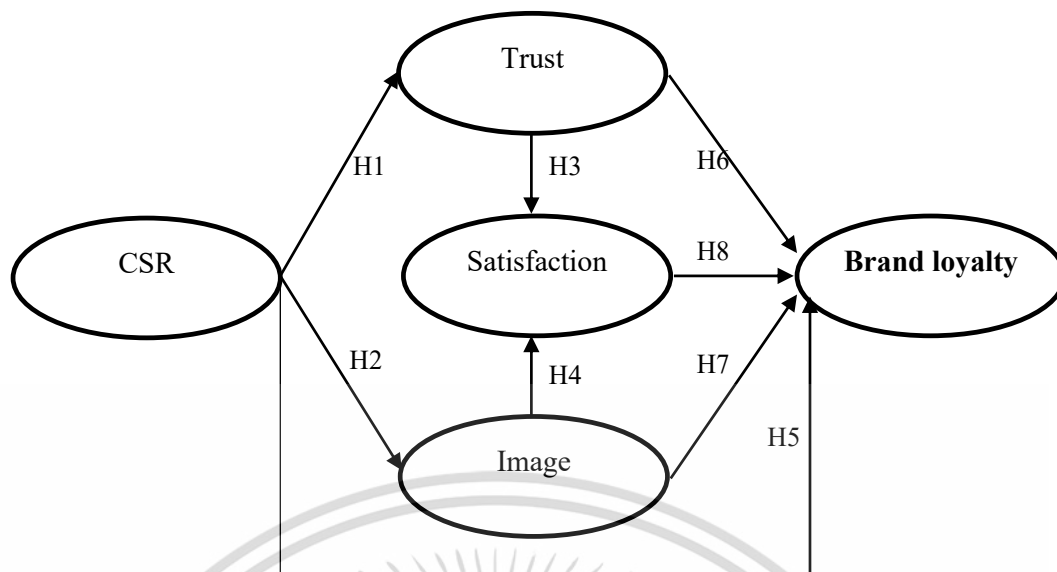 Trust
H1
H3
H6
CSR
Satisfaction
H8
Brand loyalty
H2
H4
H7
H5
Image